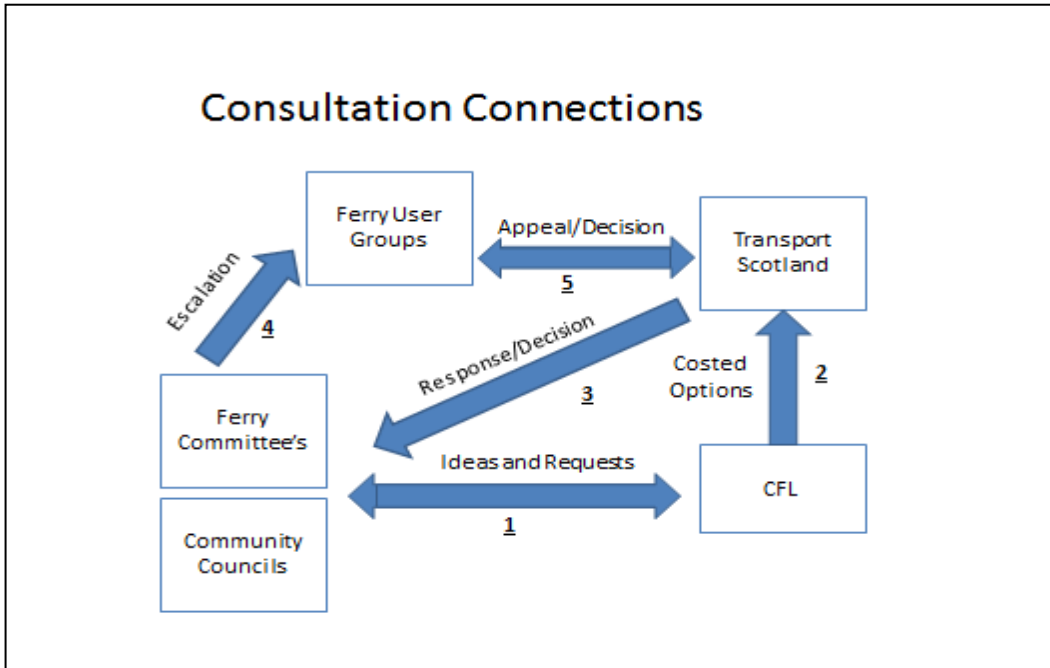 Consultation Connections
Ferry User
Groups
Appeal/Decision
5
Transport
Scotland
Escalation
4
Response/Decision
3
Costed
Options
2
Ferry
Committee's
Ideas and Requests
1
CFL
Community
Councils